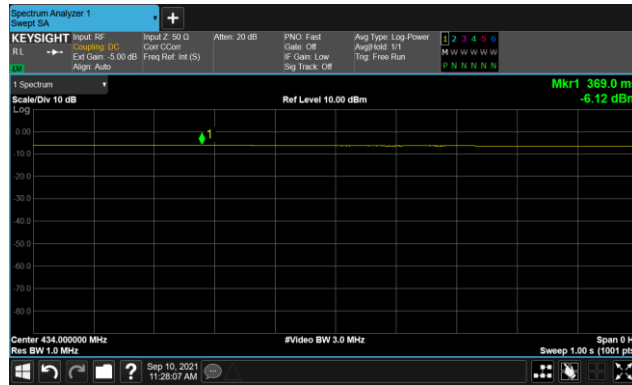 Spectrum Analyzer 1
Swept SA
+
KEYSIGHT
RL
Input: RF
Coupling: DC
Ext Gain: -5.00 dB
Align: Auto
Input Z: 50 Ω
Corr CCorr
Freq Ref: Int (S)
Atten: 20 dB
PNO: Fast
Gate: Off
IF Gain: Low
Sig Track: Off
Avg Type: Log-Power
Avg|Hold: 1/1
Trig: Free Run
1 2 3 4 5 6
M W W W W W
P N N N N N
1 Spectrum
Scale/Div 10 dB
Log
Ref Level 10.00 dBm
Mkr1 369.0 m
-6.12 dBm
1
0.00
-10.0
-20.0
-30.0
-40.0
-50.0
-60.0
-70.0
-80.0
Center 434.000000 MHz
Res BW 1.0 MHz
#Video BW 3.0 MHz
Span 0 H
Sweep 1.00 s (1001 pts
?
Sep 10, 2021
11:28:07 AM